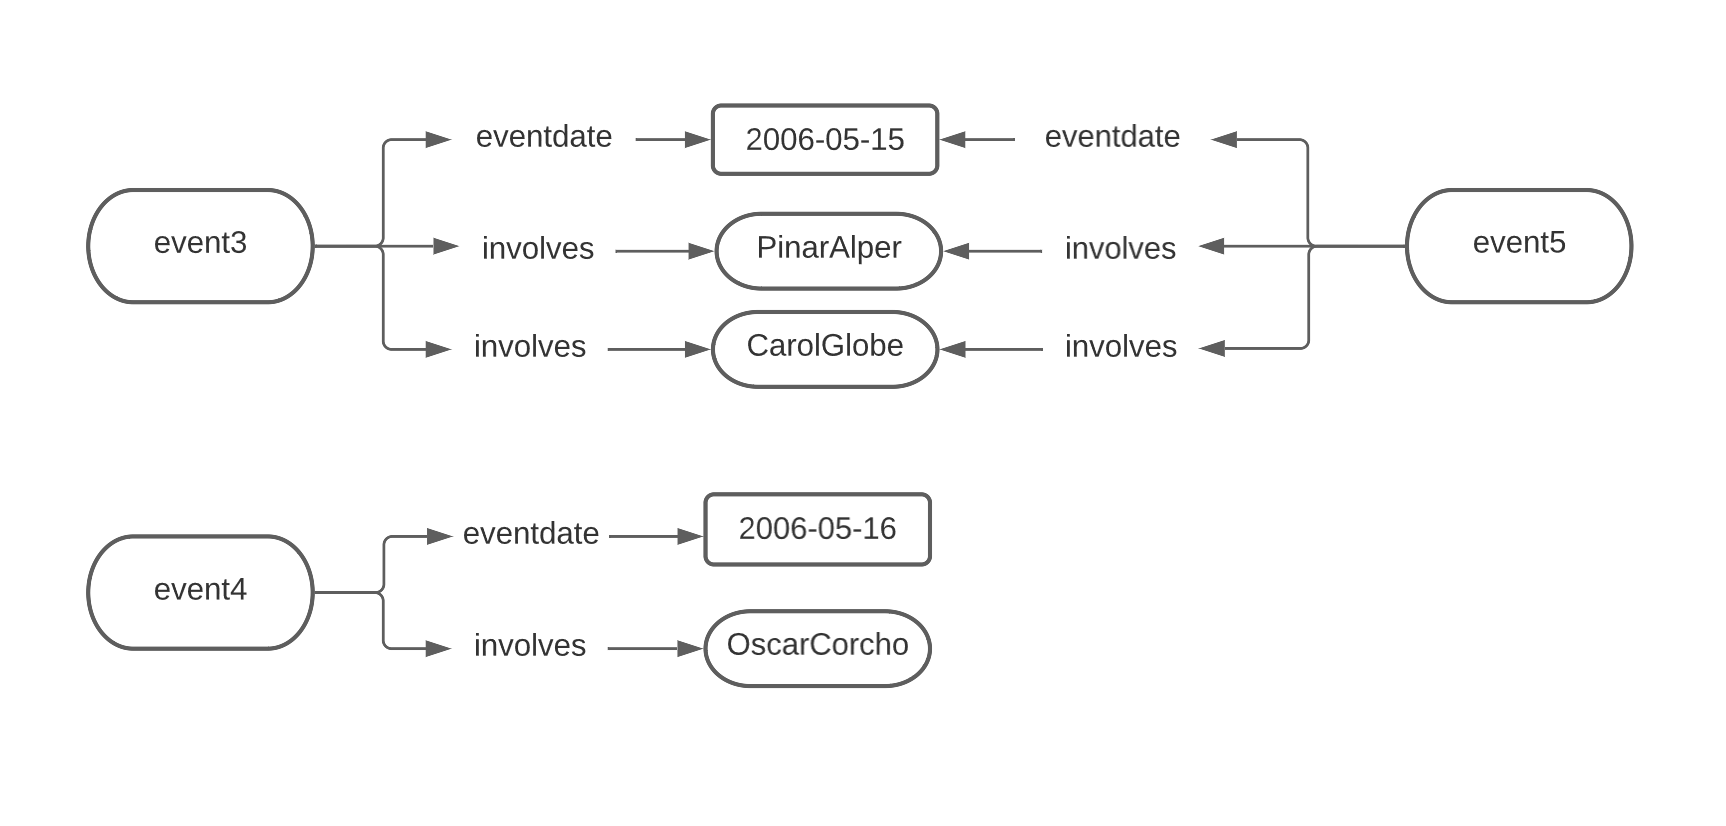 eventdate
2006-05-15
eventdate
event3
involves
PinarAlper
involves
event5
involves
CarolGlobe
involves
eventdate
2006-05-16
event4
involves
OscarCorcho